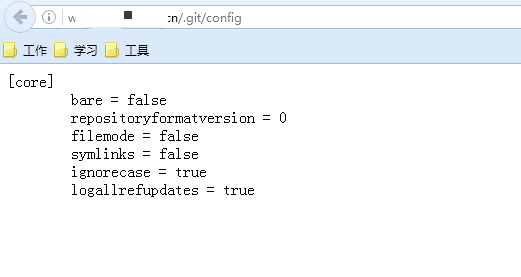 w cn/.git/config
工作 学习 工具
[core]
bare = false
repositoryformatversion = 0
filemode = false
symlinks = false
ignorecase = true
logallrefupdates = true